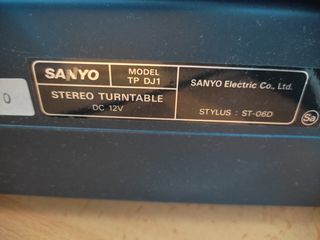 SANYO
MODEL
TP DJ1
STEREO TURNTABLE
DC 12V
SANYO Electric Co., Ltd.
STYLUS : ST-06D
0
Sa